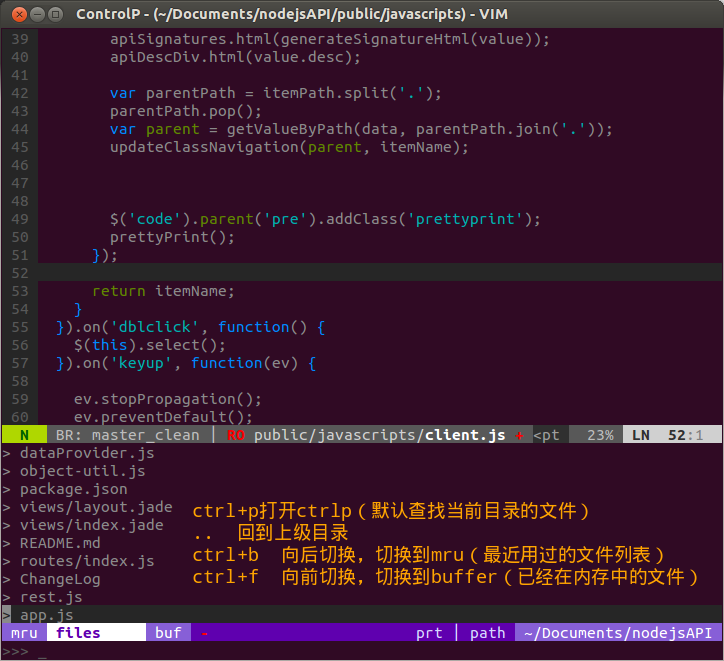 ControlP - (~/Documents/nodejsAPI/public/javascripts) - VIM
39 apiSignatures.html(generateSignatureHtml(value));
40 apiDescDiv.html(value.desc);
41
42 var parentPath = itemPath.split('.');
43 parentPath.pop();
44 var parent = getValueByPath(data, parentPath.join('.'));
45 updateClassNavigation(parent, itemName);
46
47
48
49 $('code').parent('pre').addClass('prettyprint');
50 prettyPrint();
51 });
52
53 return itemName;
54 }
55 }).on('dblclick', function() {
56 $(this).select();
57 }).on('keyup', function(ev) {
58
59 ev.stopPropagation();
60 ev.preventDefault();
N BR: master_clean | RO public/javascripts/client.js + <pt 23% LN 52:1
> dataProvider.js
> object-util.js
> package.json
> views/layout.jade
> views/index.jade
> README.md
> routes/index.js
> ChangeLog
> rest.js
> app.js
ctrl+p打开ctrlp（默认查找当前目录的文件）
.. 回到上级目录
ctrl+b 向后切换，切换到mru（最近用过的文件列表）
ctrl+f 向前切换，切换到buffer（已经在内存中的文件）
mru files buf → prt | path ~/Documents/nodejsAPI
>>> _